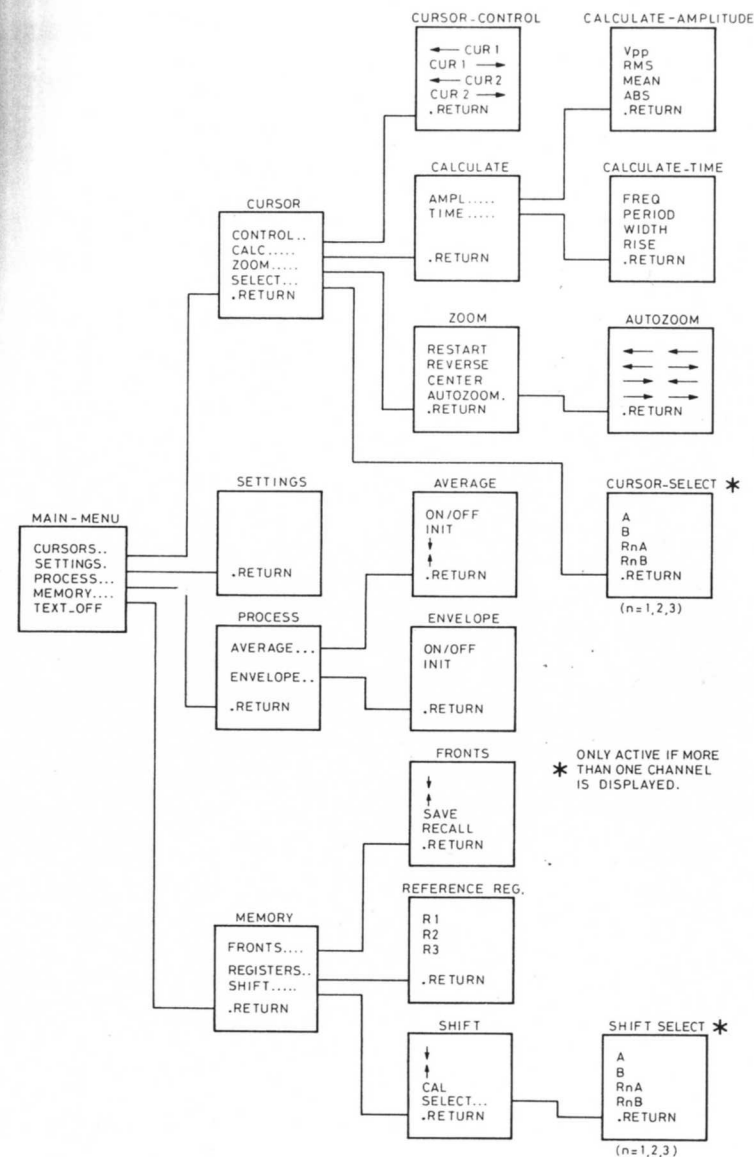 CURSOR-CONTROL
← CUR 1
CUR 1 →
← CUR 2
CUR 2 →
.RETURN
CALCULATE-AMPLITUDE
Vpp
RMS
MEAN
ABS
.RETURN
CURSOR
CONTROL..
CALC.....
ZOOM.....
SELECT...
.RETURN
CALCULATE
AMPL.....
TIME.....
.RETURN
CALCULATE-TIME
FREQ
PERIOD
WIDTH
RISE
.RETURN
ZOOM
RESTART
REVERSE
CENTER
AUTOZOOM.
.RETURN
AUTOZOOM
← ←
← →
→ ←
→ →
.RETURN
MAIN-MENU
CURSORS..
SETTINGS.
PROCESS...
MEMORY....
TEXT_OFF
SETTINGS
.RETURN
AVERAGE
ON/OFF
INIT
↓
↑
.RETURN
CURSOR-SELECT *
A
B
RnA
RnB
.RETURN
(n=1,2,3)
PROCESS
AVERAGE...
ENVELOPE..
.RETURN
ENVELOPE
ON/OFF
INIT
.RETURN
* ONLY ACTIVE IF MORE
THAN ONE CHANNEL
IS DISPLAYED.
FRONTS
↓
↑
SAVE
RECALL
.RETURN
MEMORY
FRONTS....
REGISTERS..
SHIFT.....
.RETURN
REFERENCE REG.
R1
R2
R3
.RETURN
SHIFT
↓
↑
CAL
SELECT...
.RETURN
SHIFT SELECT *
A
B
RnA
RnB
.RETURN
(n=1,2,3)